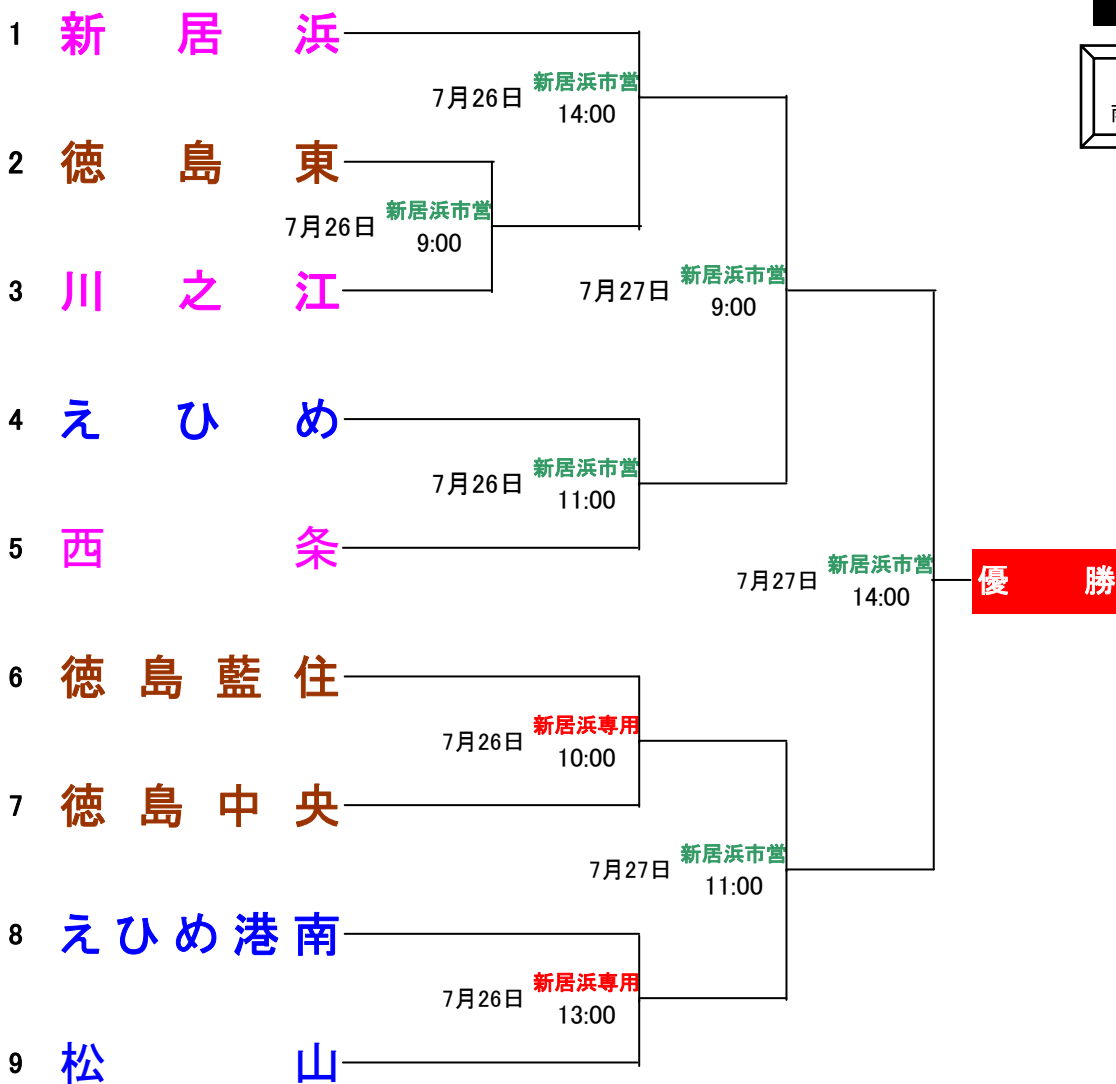 1 新居浜
新居浜市営
7月26日
14:00
2 徳島東
新居浜市営
7月26日
9:00
3 川之江
新居浜市営
7月27日
9:00
4 えひめ
新居浜市営
7月26日
11:00
5 西条
新居浜市営
7月27日
14:00
優勝
6 徳島藍住
新居浜専用
7月26日
10:00
7 徳島中央
新居浜市営
7月27日
11:00
8 えひめ港南
新居浜専用
7月26日
13:00
9 松山